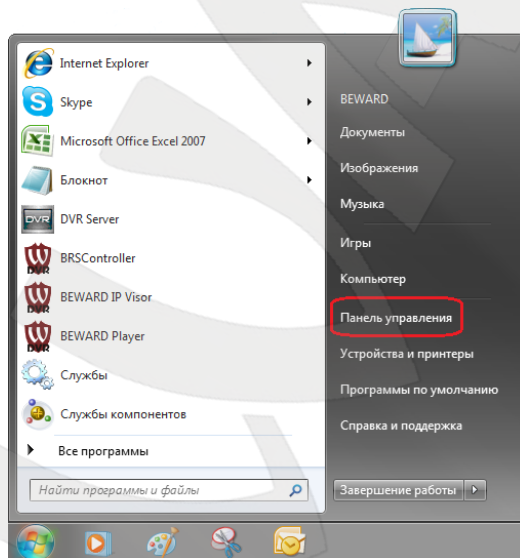 Internet Explorer
Skype
Microsoft Office Excel 2007
Блокнот
DVR Server
BRSController
BEWARD IP Visor
BEWARD Player
Службы
Службы компонентов
Все программы
Найти программы и файлы
BEWARD
Документы
Изображения
Музыка
Игры
Компьютер
Панель управления
Устройства и принтеры
Программы по умолчанию
Справка и поддержка
Завершение работы